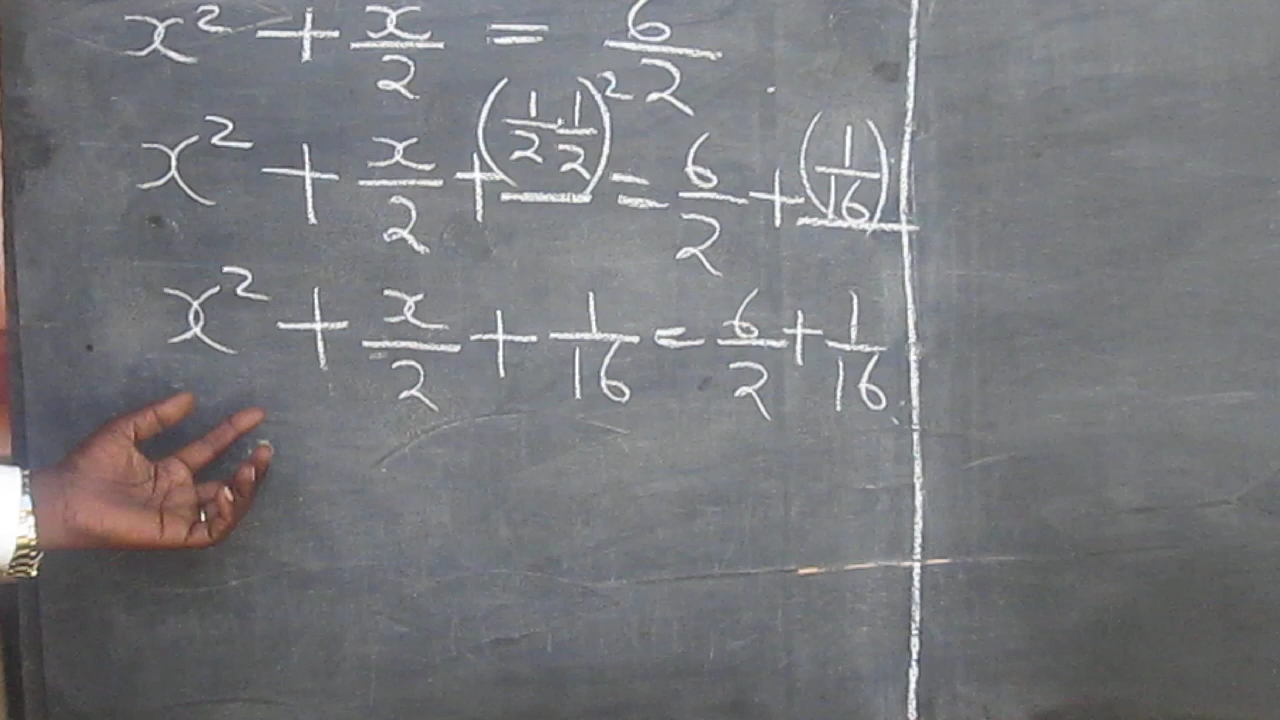 x² + x/2 = 6/2
x² + x/2 + (1/2 · 1/2)² = 6/2 + (1/16)
x² + x/2 + 1/16 = 6/2 + 1/16